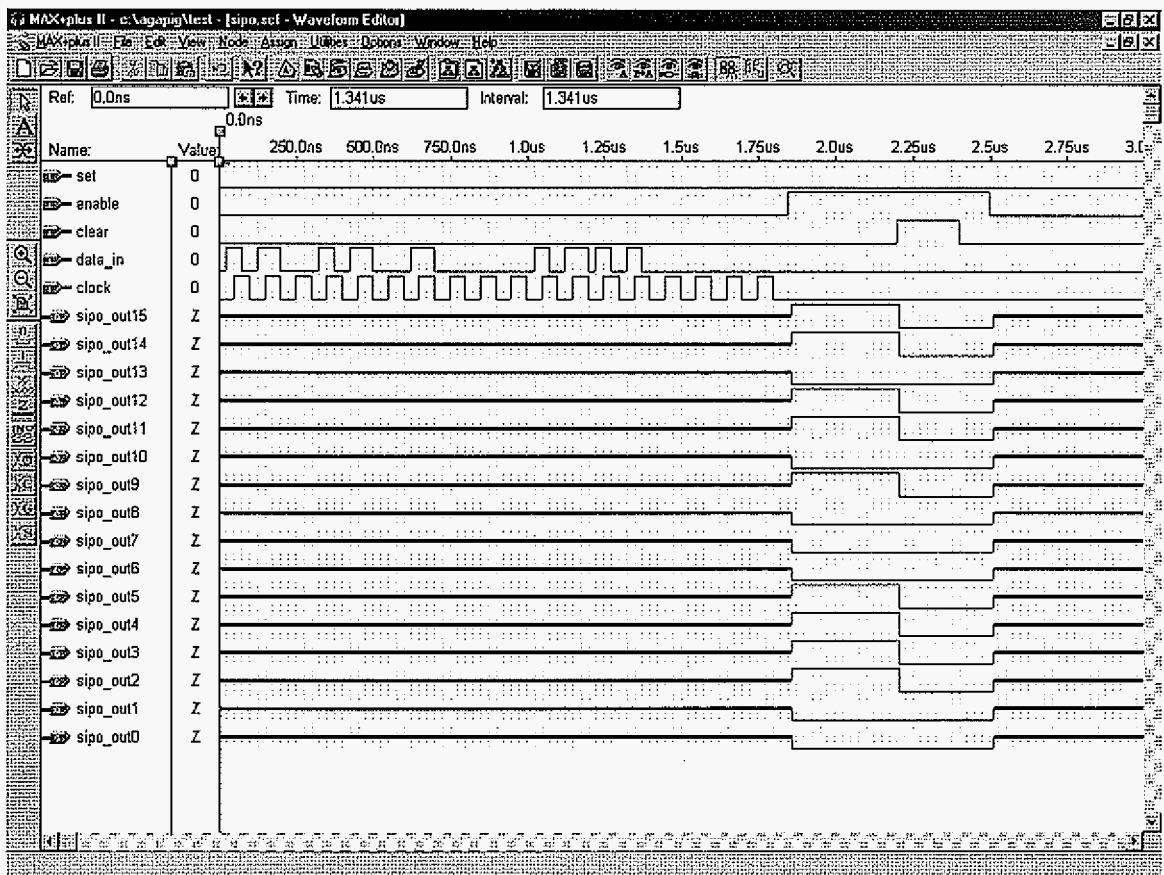 MAX+plus II - c:\agapig\test - [sipo.scf - Waveform Editor]
MAX+plus II File Edit View Node Assign Utilities Options Window Help
Ref: 0.0ns Time: 1.341us Interval: 1.341us
0.0ns
Name: Value: 250.0ns 500.0ns 750.0ns 1.0us 1.25us 1.5us 1.75us 2.0us 2.25us 2.5us 2.75us 3.0
set 0
enable 0
clear 0
data_in 0
clock 0
sipo_out15 Z
sipo_out14 Z
sipo_out13 Z
sipo_out12 Z
sipo_out11 Z
sipo_out10 Z
sipo_out9 Z
sipo_out8 Z
sipo_out7 Z
sipo_out6 Z
sipo_out5 Z
sipo_out4 Z
sipo_out3 Z
sipo_out2 Z
sipo_out1 Z
sipo_out0 Z